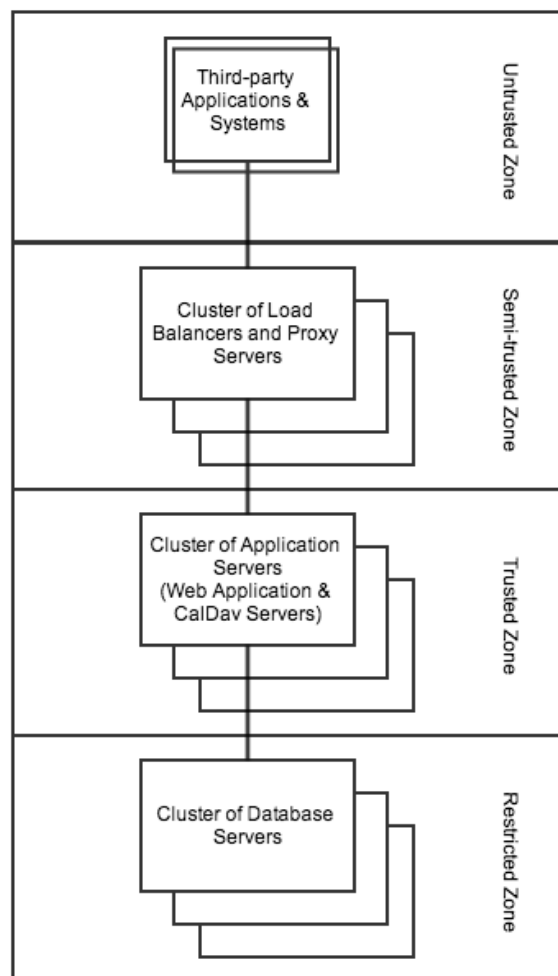 Third-party
Applications &
Systems
Untrusted Zone
Cluster of Load
Balancers and Proxy
Servers
Semi-trusted Zone
Cluster of Application
Servers
(Web Application &
CalDav Servers)
Trusted Zone
Cluster of Database
Servers
Restricted Zone